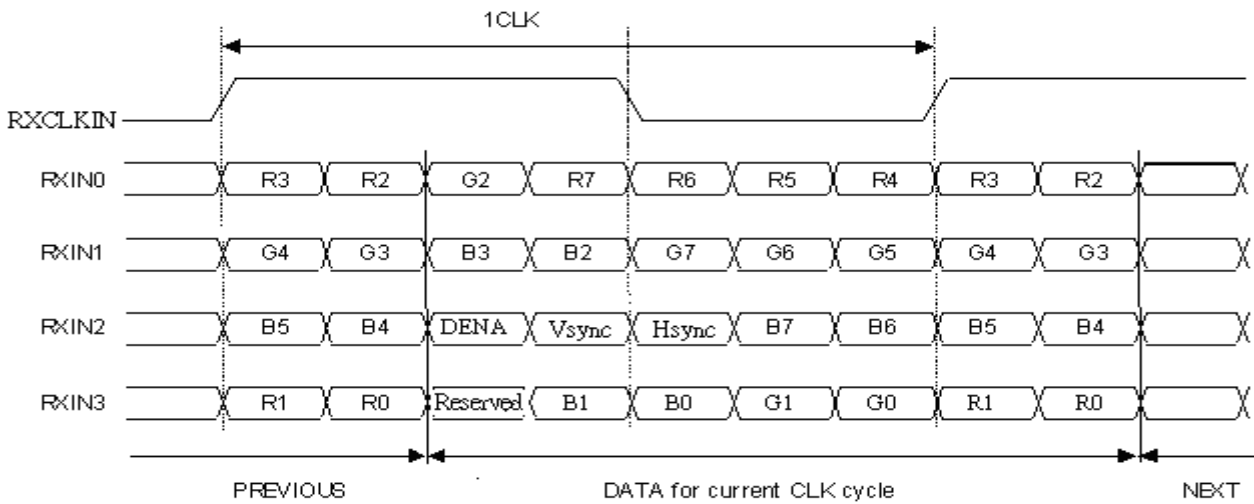 1CLK
RXCLKIN
RXIN0 R3 R2 G2 R7 R6 R5 R4 R3 R2
RXIN1 G4 G3 B3 B2 G7 G6 G5 G4 G3
RXIN2 B5 B4 DENA Vsync Hsync B7 B6 B5 B4
RXIN3 R1 R0 Reserved B1 B0 G1 G0 R1 R0
PREVIOUS DATA for current CLK cycle NEXT